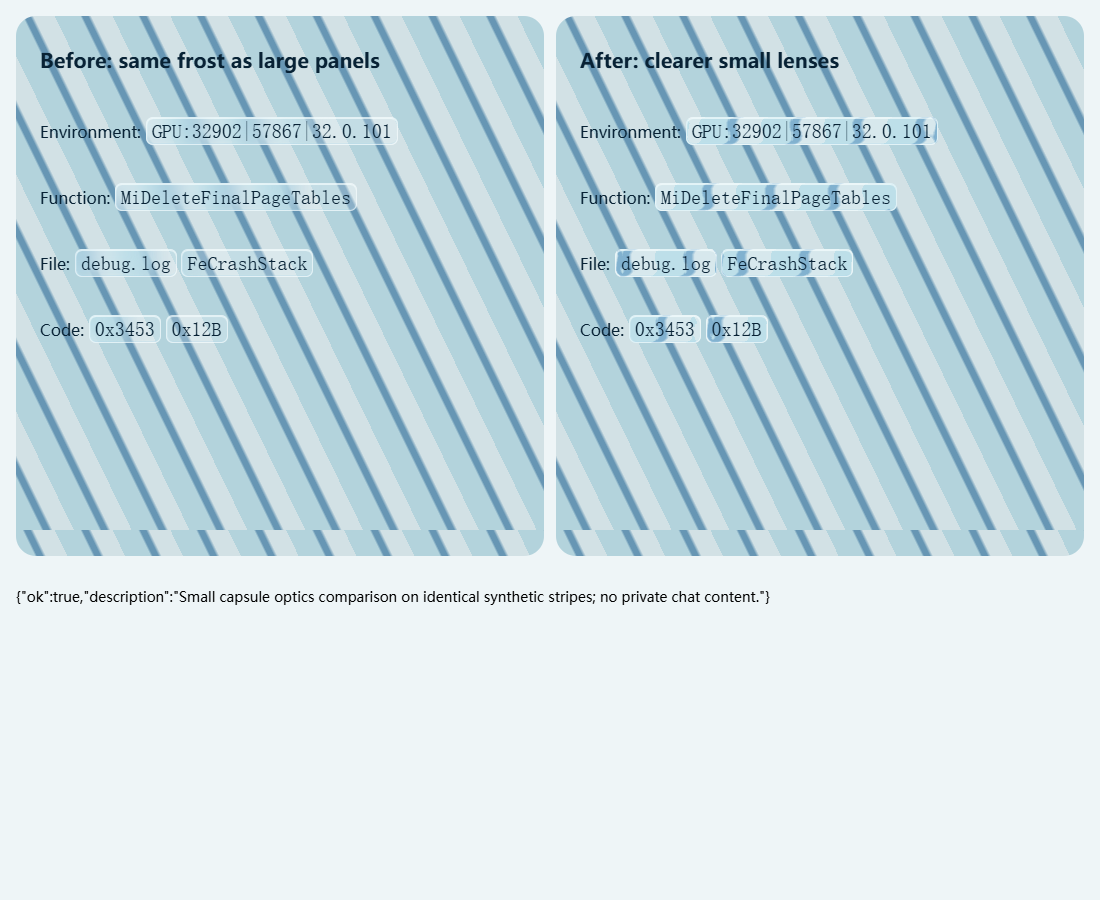 Before: same frost as large panels
Environment: GPU:32902|57867|32.0.101
Function: MiDeleteFinalPageTables
File: debug.log FeCrashStack
Code: 0x3453 0x12B
After: clearer small lenses
Environment: GPU:32902|57867|32.0.101
Function: MiDeleteFinalPageTables
File: debug.log FeCrashStack
Code: 0x3453 0x12B
{"ok":true,"description":"Small capsule optics comparison on identical synthetic stripes; no private chat content."}